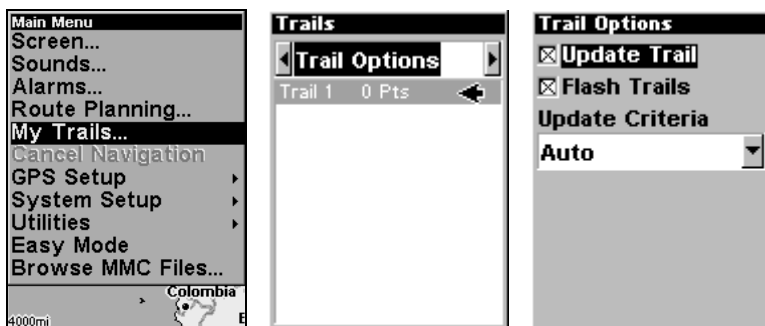 Main Menu
Screen...
Sounds...
Alarms...
Route Planning...
My Trails...
Cancel Navigation
GPS Setup
System Setup
Utilities
Easy Mode
Browse MMC Files...
Colombia
4000mi
E
Trails
Trail Options
Trail 1 0 Pts
Trail Options
Update Trail
Flash Trails
Update Criteria
Auto